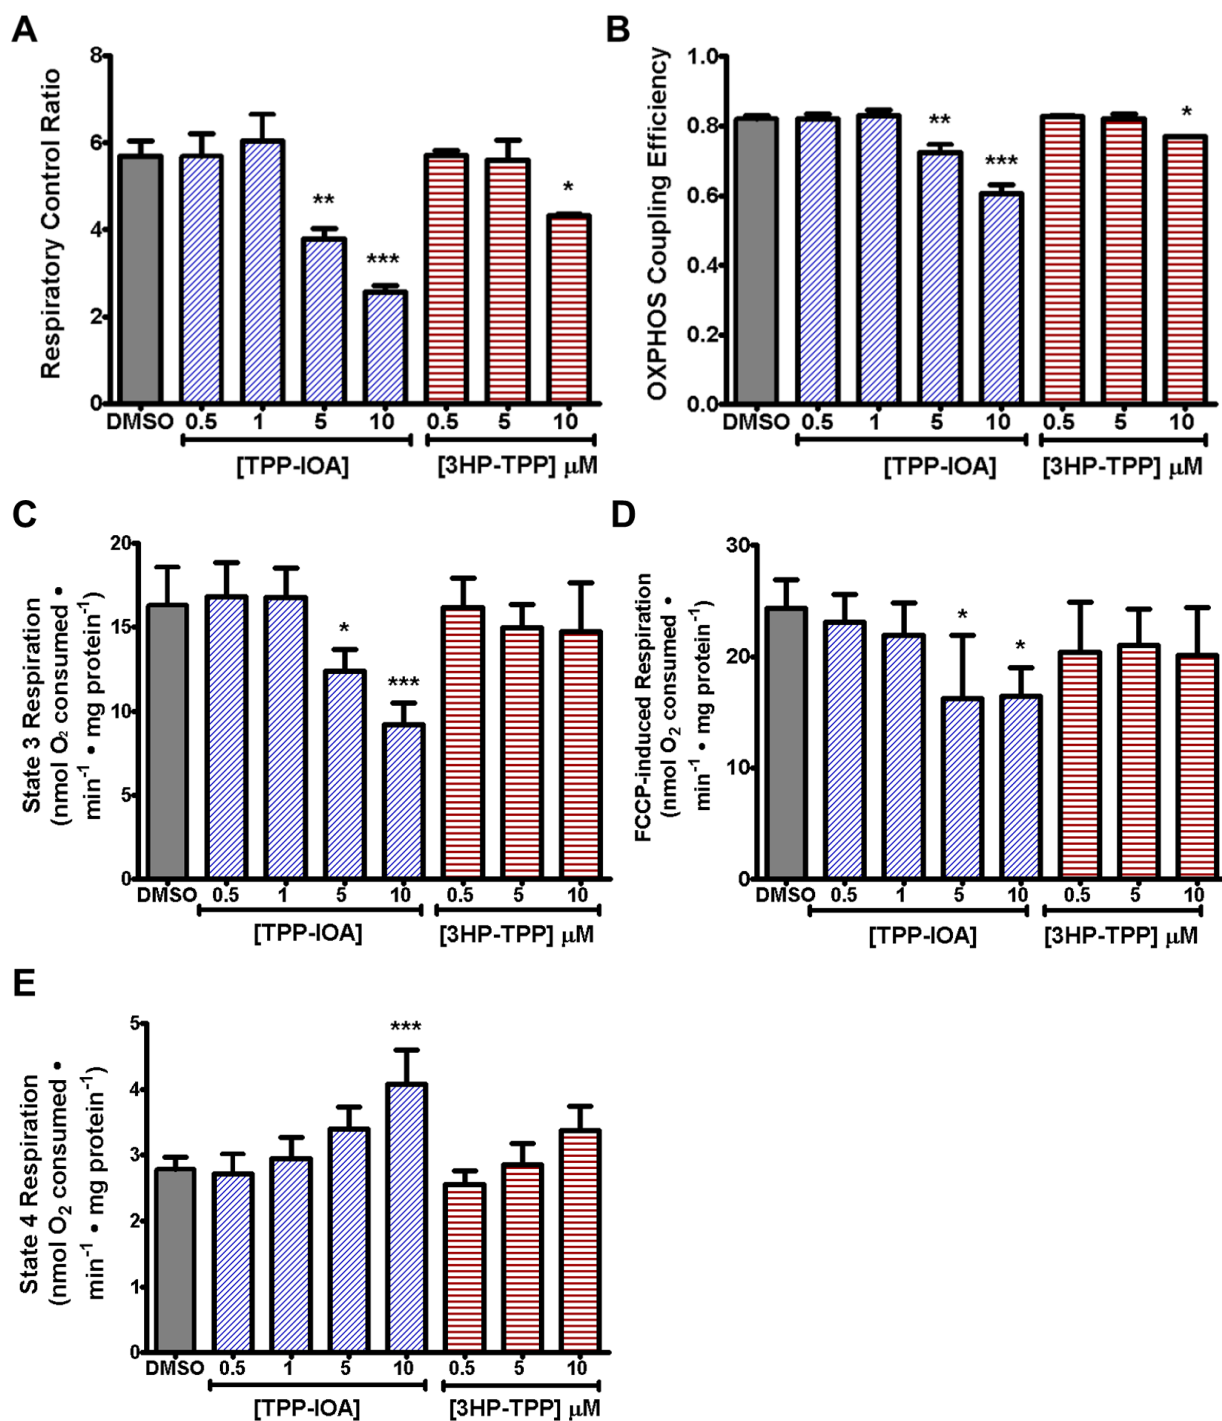 A
Respiratory Control Ratio
8
6
4
2
0
**
***
*
DMSO 0.5 1 5 10 0.5 5 10
[TPP-IOA] [3HP-TPP] μM
B
OXPHOS Coupling Efficiency
1.0
0.8
0.6
0.4
0.2
0.0
**
***
*
DMSO 0.5 1 5 10 0.5 5 10
[TPP-IOA] [3HP-TPP] μM
C
State 3 Respiration
(nmol O₂ consumed •
min⁻¹ • mg protein⁻¹)
20
15
10
5
0
*
***
DMSO 0.5 1 5 10 0.5 5 10
[TPP-IOA] [3HP-TPP] μM
D
FCCP-induced Respiration
(nmol O₂ consumed •
min⁻¹ • mg protein⁻¹)
30
20
10
0
*
*
DMSO 0.5 1 5 10 0.5 5 10
[TPP-IOA] [3HP-TPP] μM
E
State 4 Respiration
(nmol O₂ consumed •
min⁻¹ • mg protein⁻¹)
5
4
3
2
1
0
***
DMSO 0.5 1 5 10 0.5 5 10
[TPP-IOA] [3HP-TPP] μM